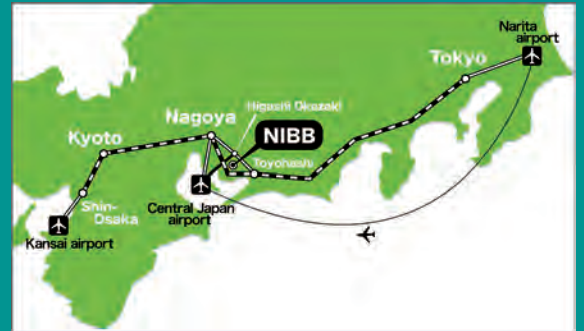 Narita
airport
Tokyo
Nagoya
Higashi Okazaki
NIBB
Kyoto
Toyohashi
Shin-
Osaka
Central Japan
airport
Kansai airport